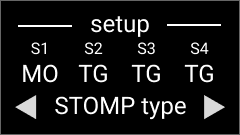 setup
S1 S2 S3 S4
MO TG TG TG
STOMP type